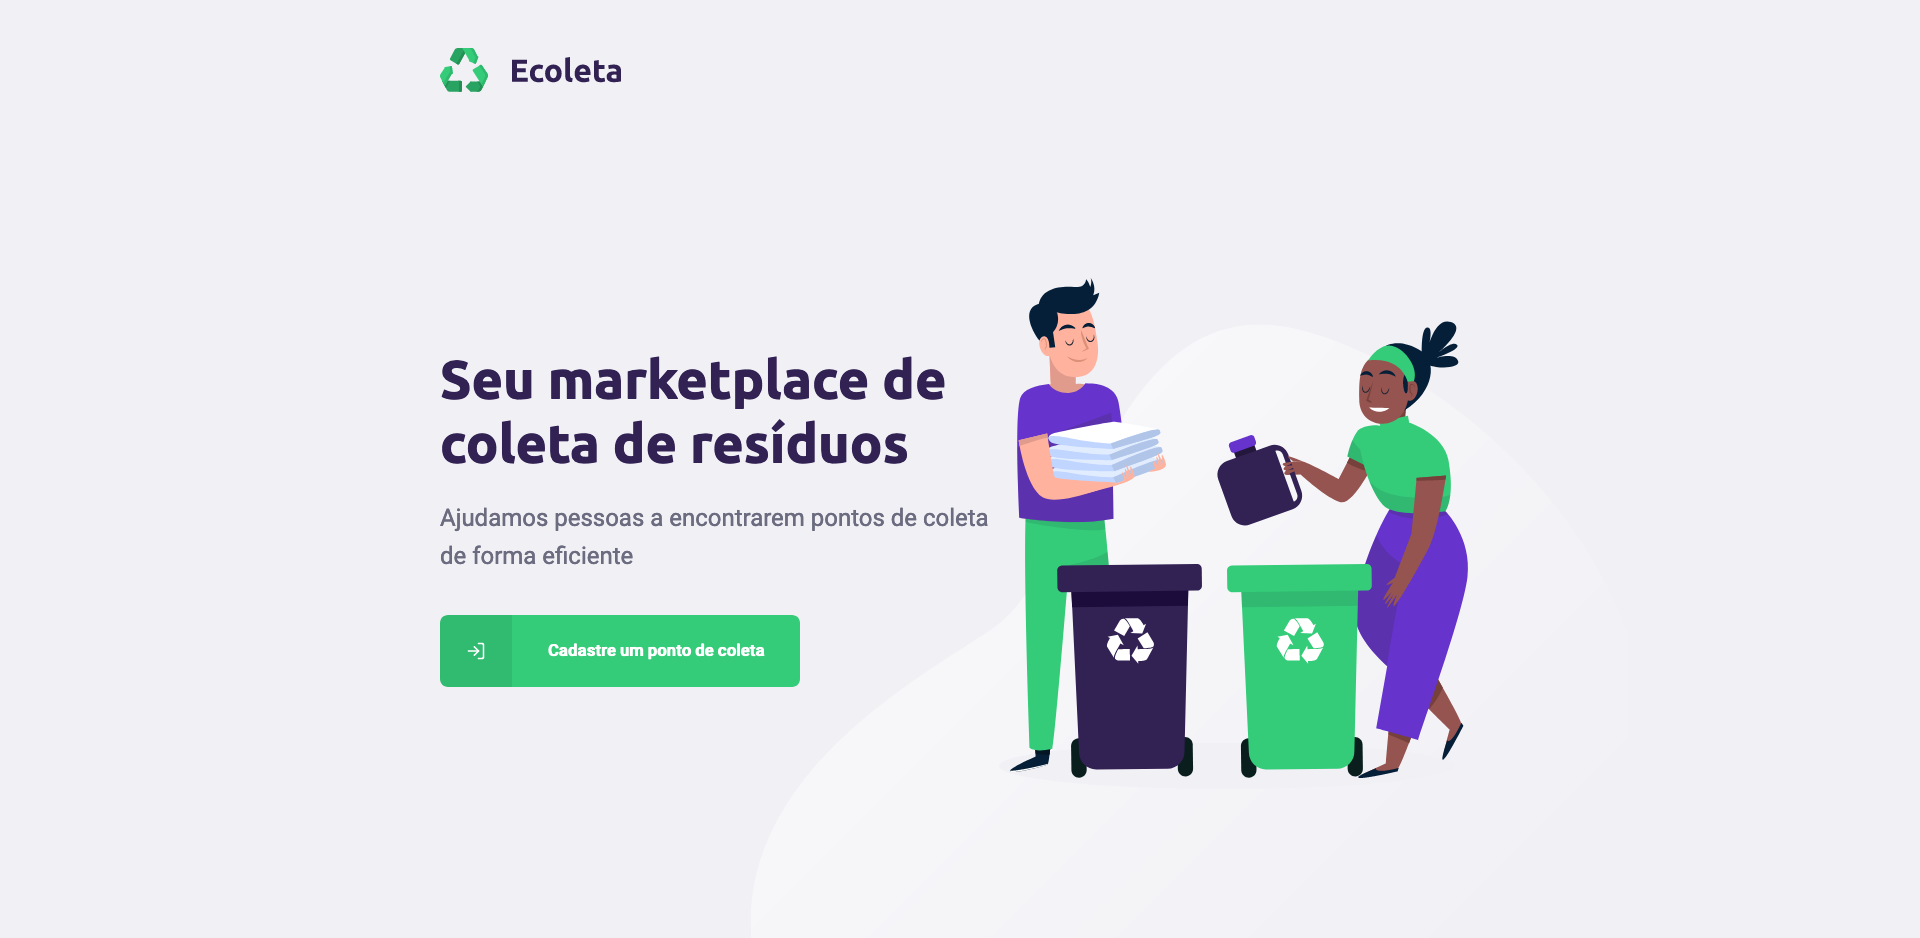 Ecoleta
Seu marketplace de
coleta de resíduos
Ajudamos pessoas a encontrarem pontos de coleta
de forma eficiente
Cadastre um ponto de coleta